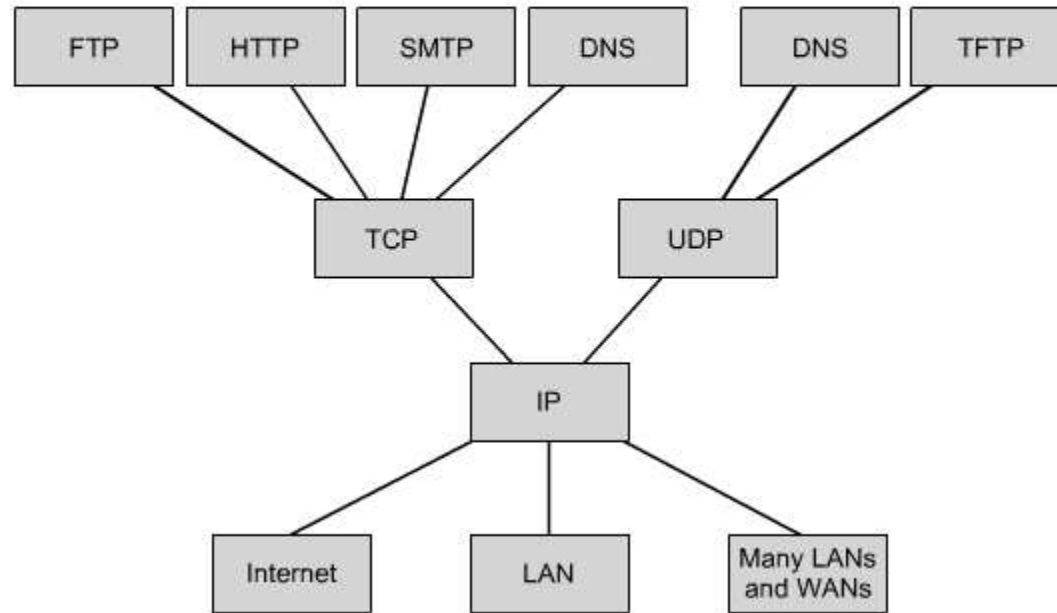 FTP
HTTP
SMTP
DNS
DNS
TFTP
TCP
UDP
IP
Internet
LAN
Many LANs
and WANs